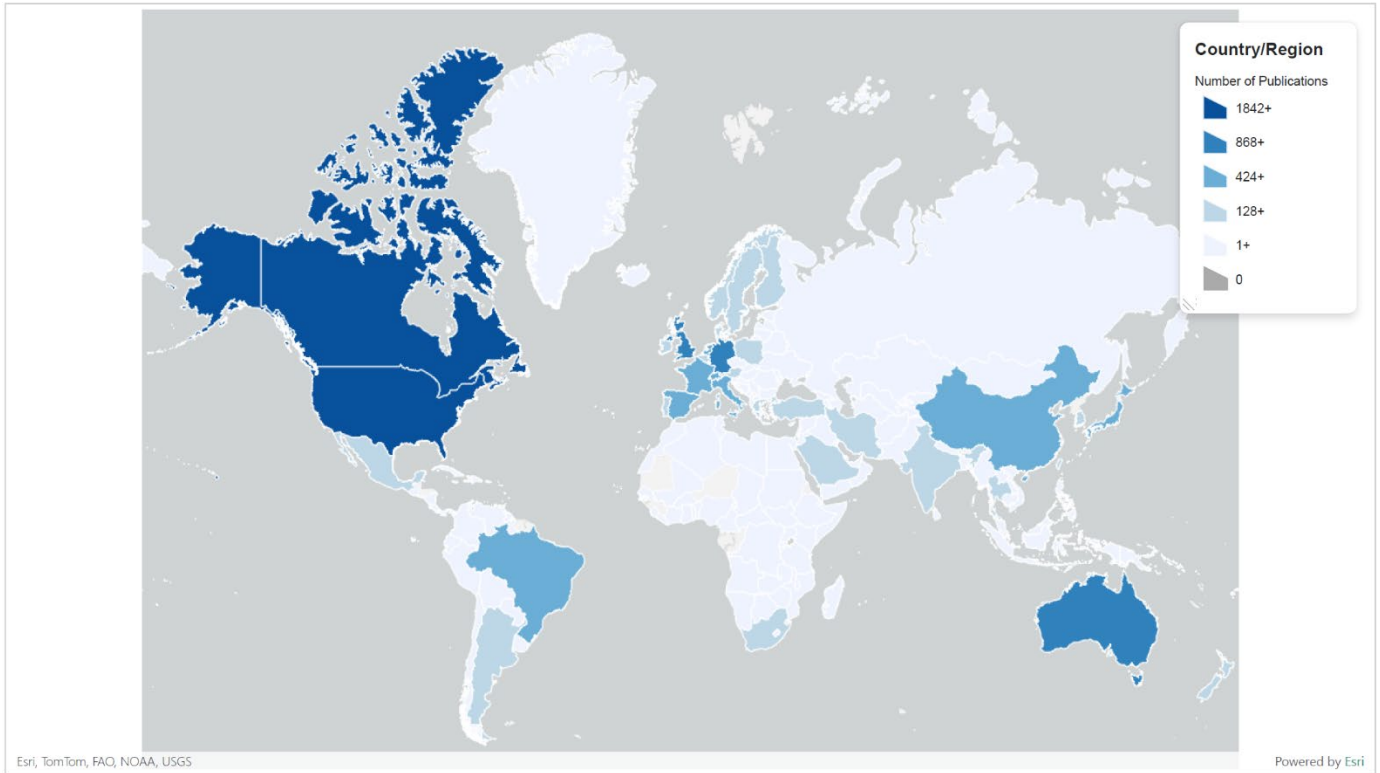 Country/Region
Number of Publications
1842+
868+
424+
128+
1+
0
Esri, TomTom, FAO, NOAA, USGS
Powered by Esri